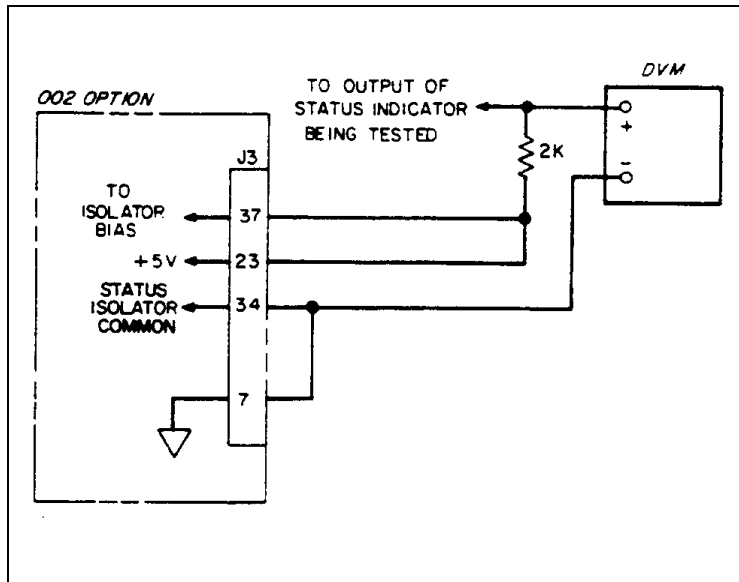 002 OPTION
TO OUTPUT OF
STATUS INDICATOR
BEING TESTED
DVM
+
-
2K
J3
TO
ISOLATOR
BIAS
37
+5V
23
STATUS
ISOLATOR
COMMON
34
7